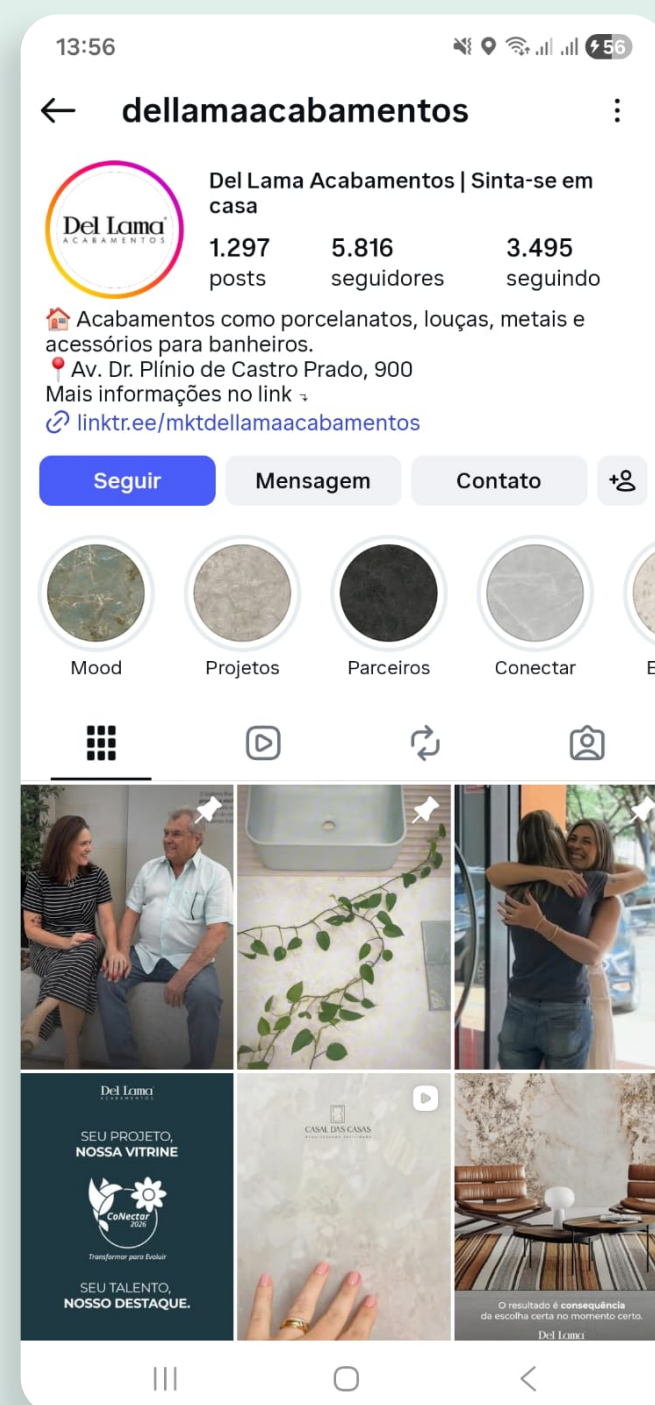 13:56
56
dellamaacabamentos
Del Lama Acabamentos | Sinta-se em
casa
Del Lama
ACABAMENTOS
1.297
5.816
3.495
posts
seguidores
seguindo
Acabamentos como porcelanatos, louças, metais e
acessórios para banheiros.
Av. Dr. Plínio de Castro Prado, 900
Mais informações no link
linktr.ee/mktdellamaacabamentos
Seguir
Mensagem
Contato
Mood
Projetos
Parceiros
Conectar
Del Lama
ACABAMENTOS
SEU PROJETO,
NOSSA VITRINE
CoNectar
2026
Transformar para Evoluir
SEU TALENTO,
NOSSO DESTAQUE.
CASAL DAS CASAS
O resultado é consequência
da escolha certa no momento certo.
Del Lama